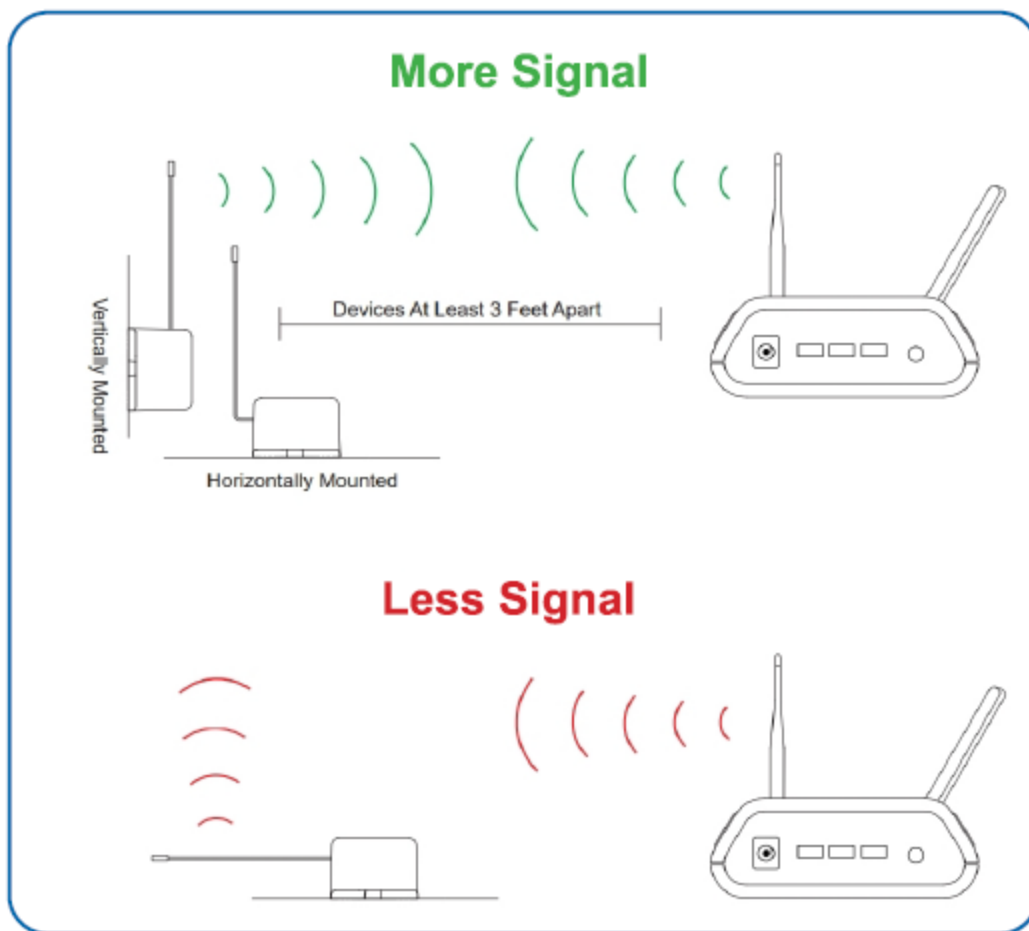 More Signal
Devices At Least 3 Feet Apart
Vertically Mounted
Horizontally Mounted
Less Signal